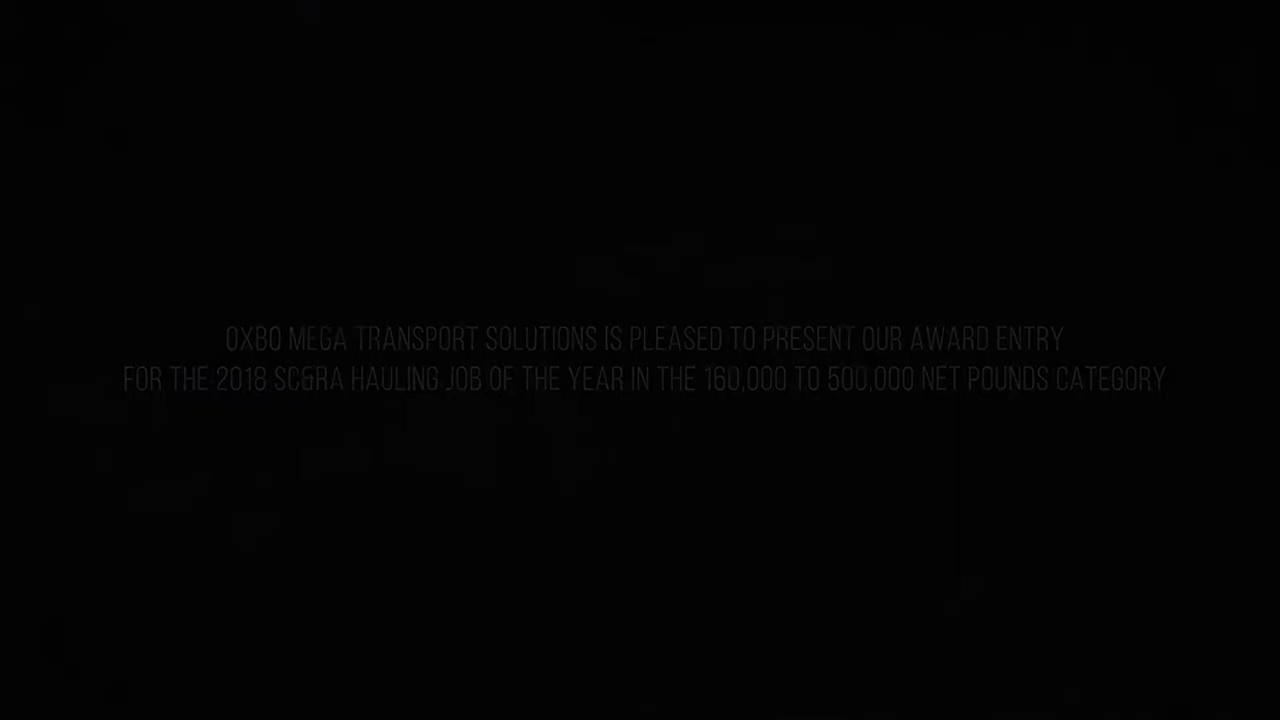 OXBO MEGA TRANSPORT SOLUTIONS IS PLEASED TO PRESENT OUR AWARD ENTRY
FOR THE 2018 SC&RA HAULING JOB OF THE YEAR IN THE 160,000 TO 500,000 NET POUNDS CATEGORY